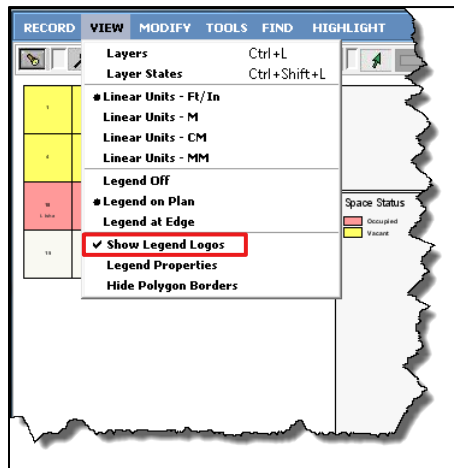 RECORD VIEW MODIFY TOOLS FIND HIGHLIGHT
Layers Ctrl+L
Layer States Ctrl+Shift+L
Linear Units - Ft/In
Linear Units - M
Linear Units - CM
Linear Units - MM
Legend Off
Legend on Plan
Legend at Edge
Show Legend Logos
Legend Properties
Hide Polygon Borders
Space Status
Occupied
Vacant